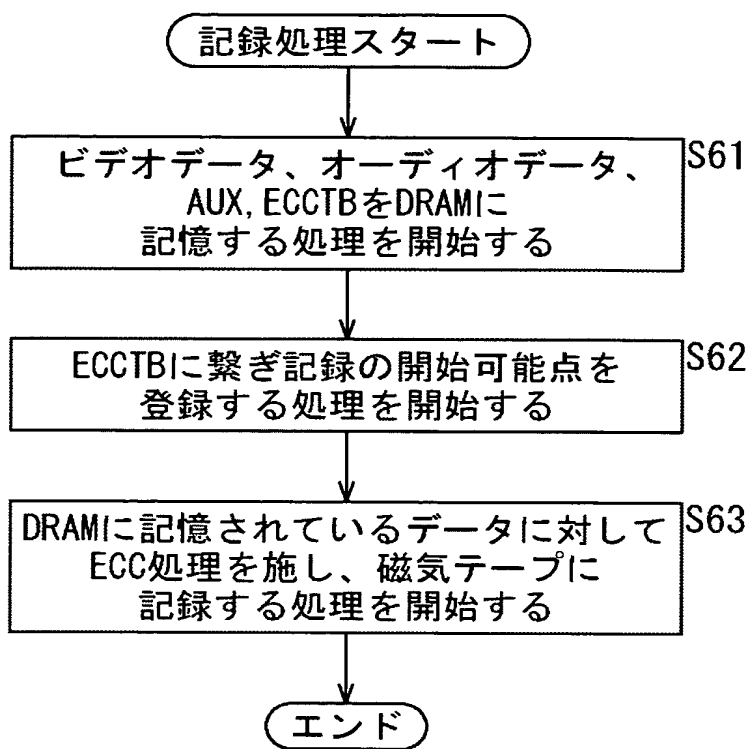 記録処理スタート
S61
ビデオデータ、オーディオデータ、
AUX, ECCTBをDRAMに
記憶する処理を開始する
S62
ECCTBに繋ぎ記録の開始可能点を
登録する処理を開始する
S63
DRAMに記憶されているデータに対して
ECC処理を施し、磁気テープに
記録する処理を開始する
エンド